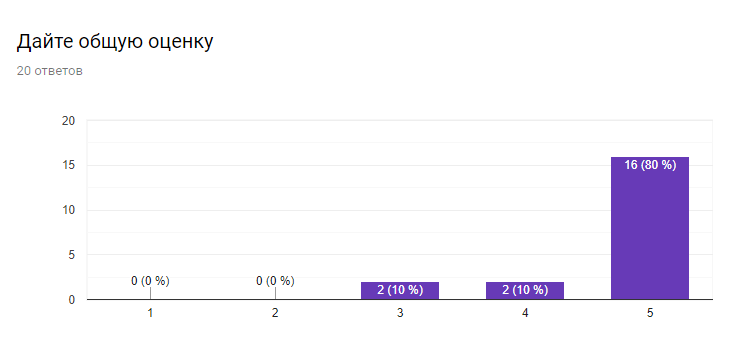 Дайте общую оценку
20 ответов
20
15
10
5
0
0 (0 %)
0 (0 %)
2 (10 %)
2 (10 %)
16 (80 %)
1 2 3 4 5